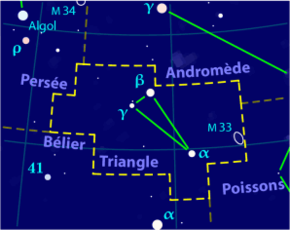 M 34
γ
Algol
ρ
Andromède
Persée
β
γ
M 33
Bélier
α
Triangle
41
Poissons
α